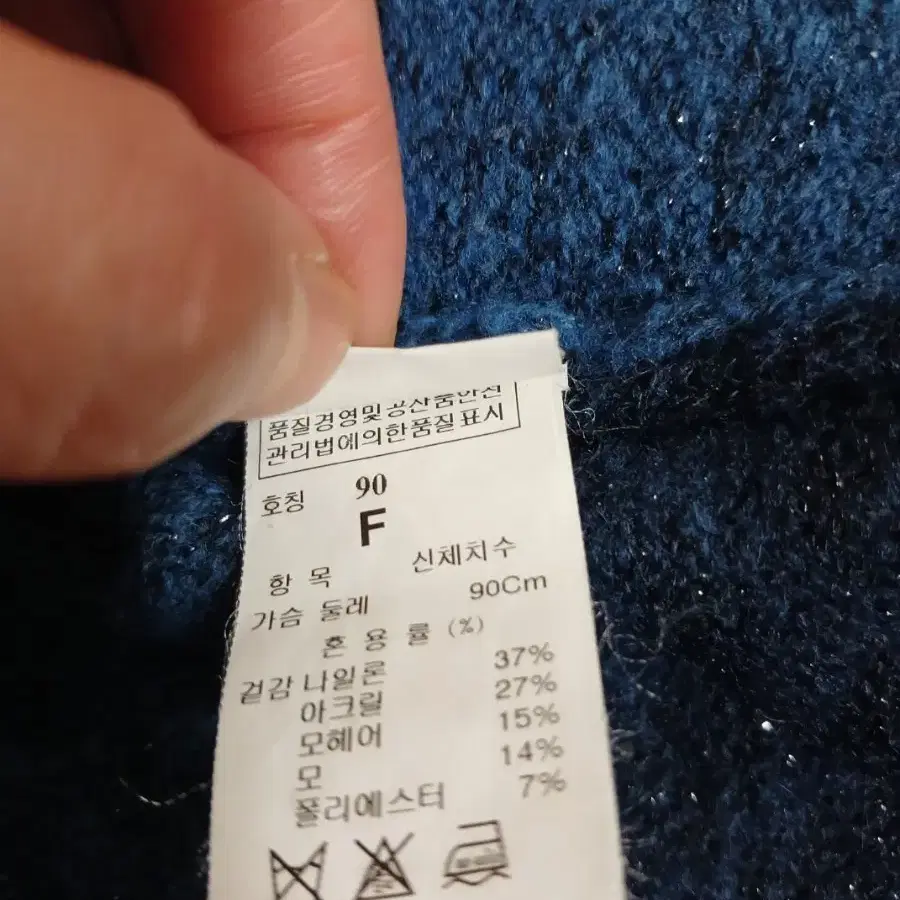 품질경영및공산품안전
관리법에의한품질표시
호칭 90
F
항 목 신체치수
가슴 둘레 90Cm
혼 용 률 (%)
겉감 나일론 37%
아크릴 27%
모헤어 15%
모 14%
폴리에스터 7%